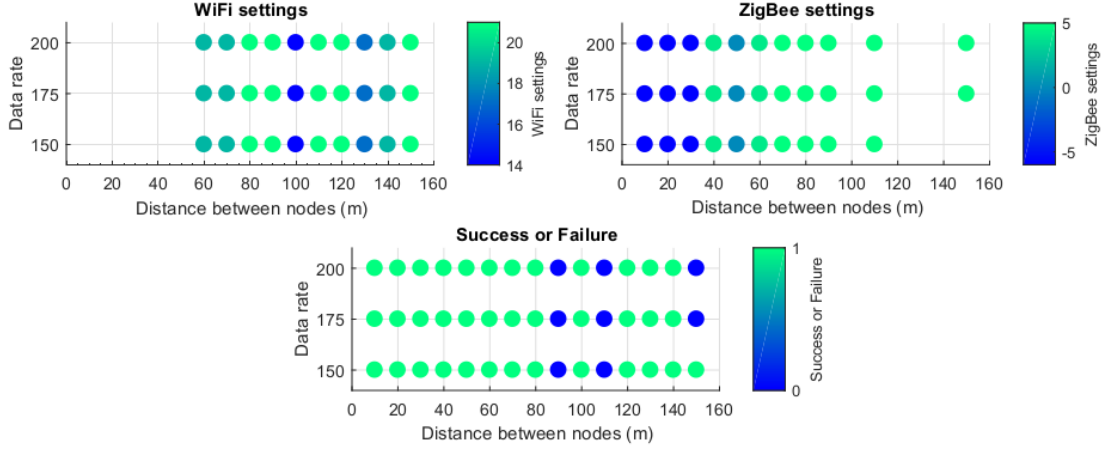 WiFi settings
Data rate
200
175
150
0 20 40 60 80 100 120 140 160
Distance between nodes (m)
20
18
16
14
WiFi settings
ZigBee settings
Data rate
200
175
150
0 20 40 60 80 100 120 140 160
Distance between nodes (m)
5
0
-5
ZigBee settings
Success or Failure
Data rate
200
175
150
0 20 40 60 80 100 120 140 160
Distance between nodes (m)
1
0
Success or Failure